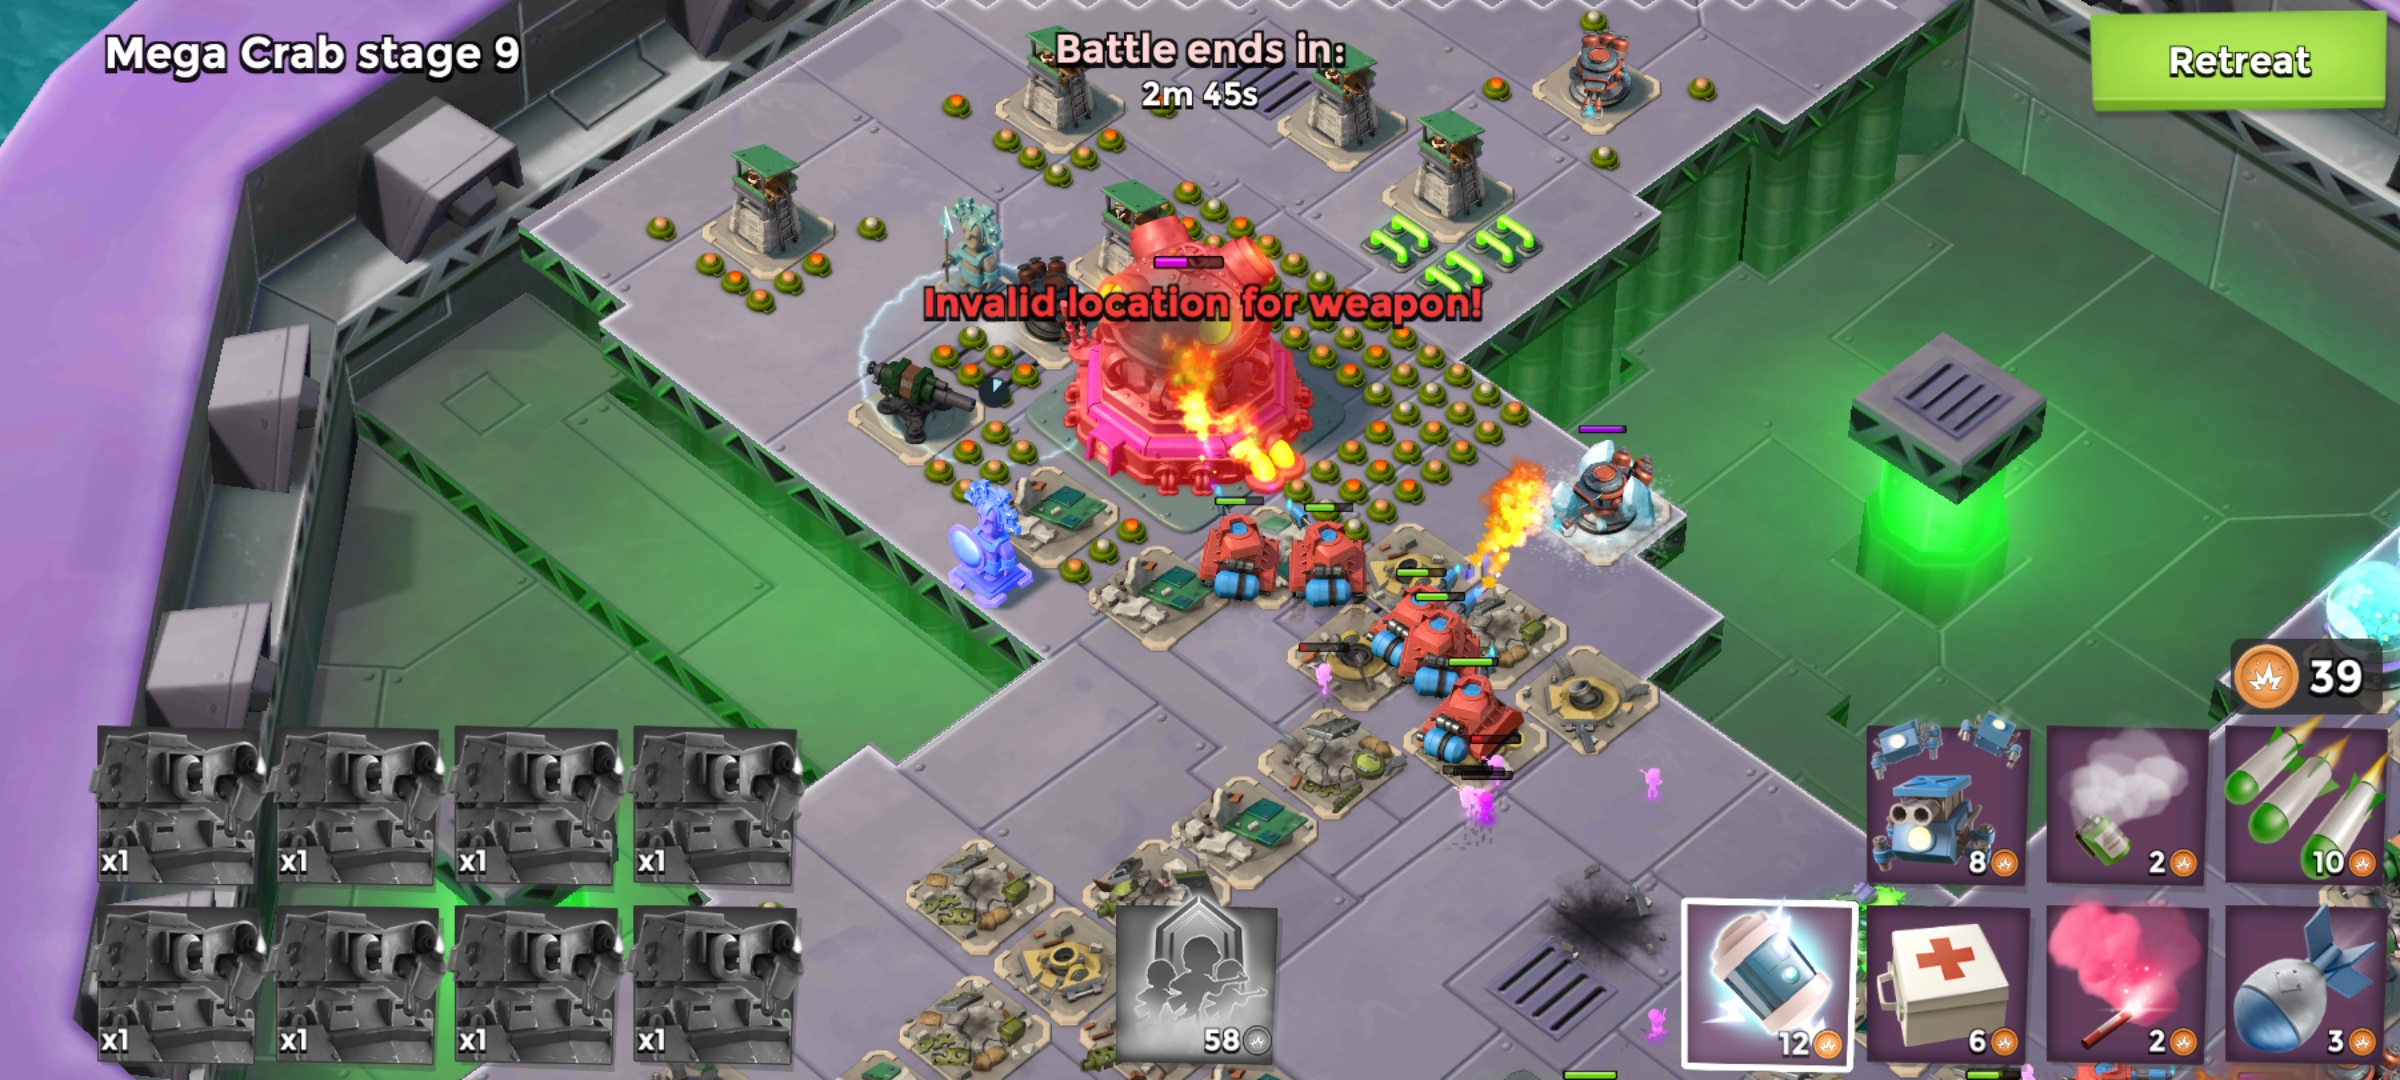 Mega Crab stage 9
Battle ends in:
2m 45s
Retreat
Invalid location for weapon!
39
x1
x1
x1
x1
8
2
10
x1
x1
x1
x1
58
12
6
2
3